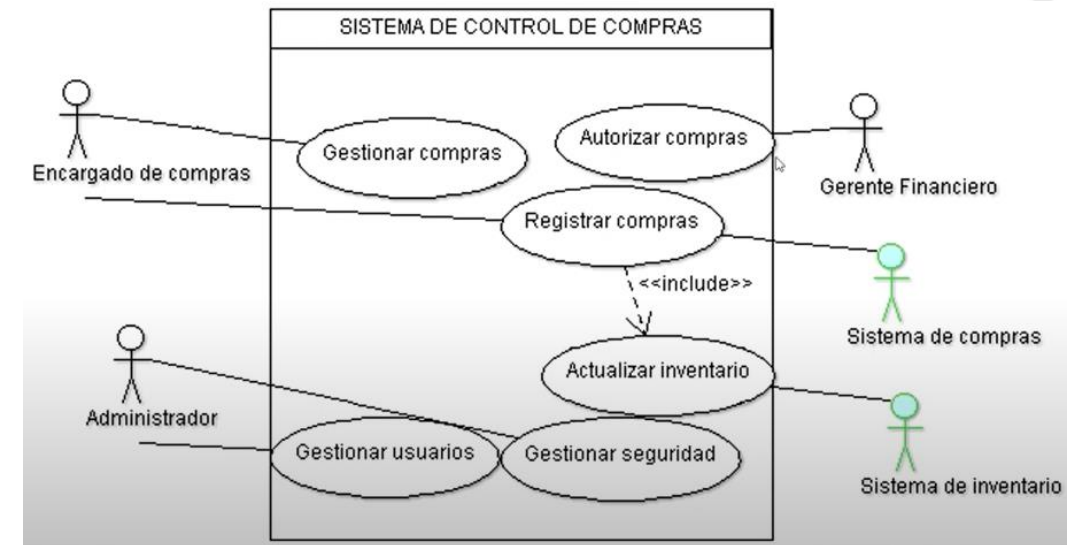 SISTEMA DE CONTROL DE COMPRAS
Encargado de compras
Gestionar compras
Autorizar compras
Gerente Financiero
Registrar compras
<<include>>
Sistema de compras
Administrador
Actualizar inventario
Gestionar usuarios
Gestionar seguridad
Sistema de inventario